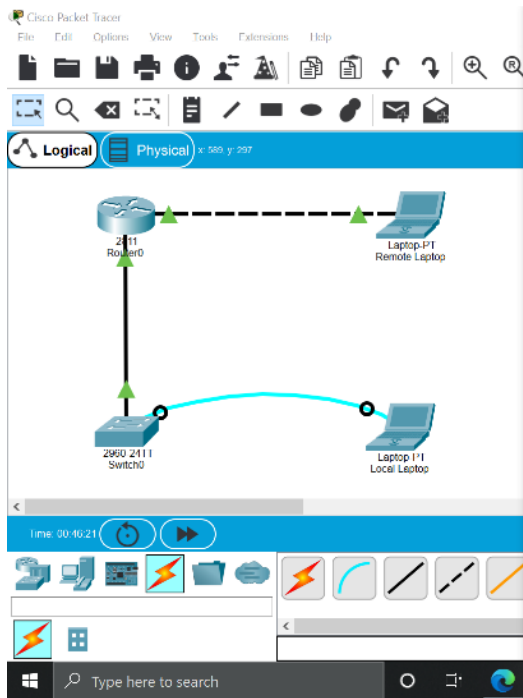 Cisco Packet Tracer
File Edit Options View Tools Extensions Help
Logical Physical x: 589, y: 297
2811
Router0
Laptop-PT
Remote Laptop
2960 24TT
Switch0
Laptop PT
Local Laptop
Time: 00:46:21
Type here to search